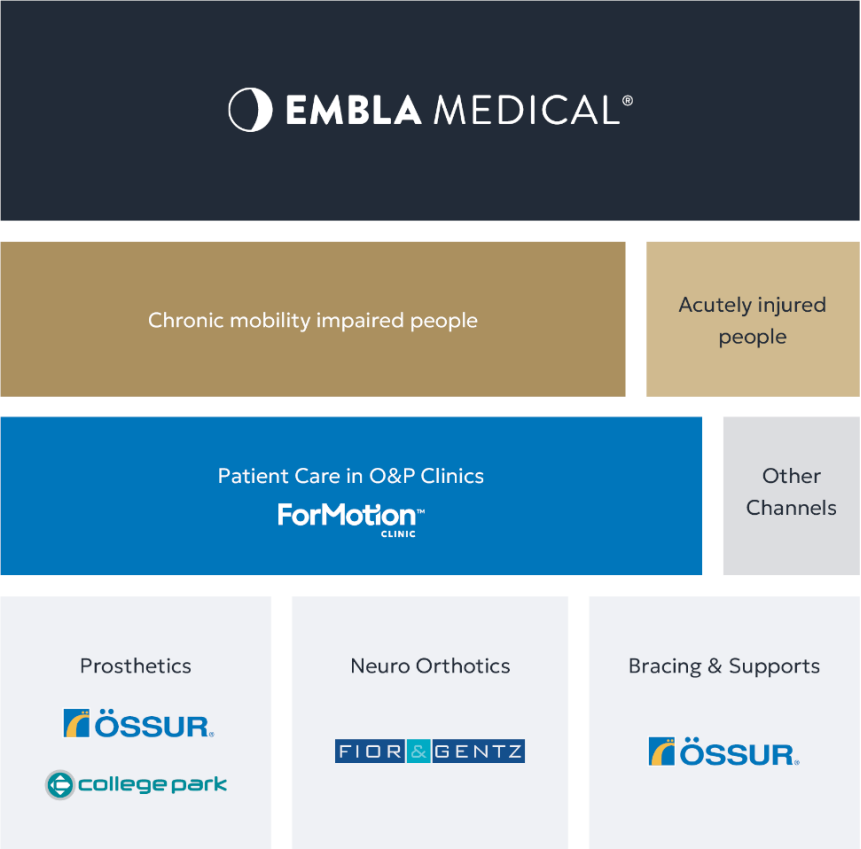 EMBLA MEDICAL®
Chronic mobility impaired people
Acutely injured
people
Patient Care in O&P Clinics
ForMotion™
CLINIC
Other
Channels
Prosthetics
ÖSSUR®
college park
Neuro Orthotics
FIOR & GENTZ
Bracing & Supports
ÖSSUR®